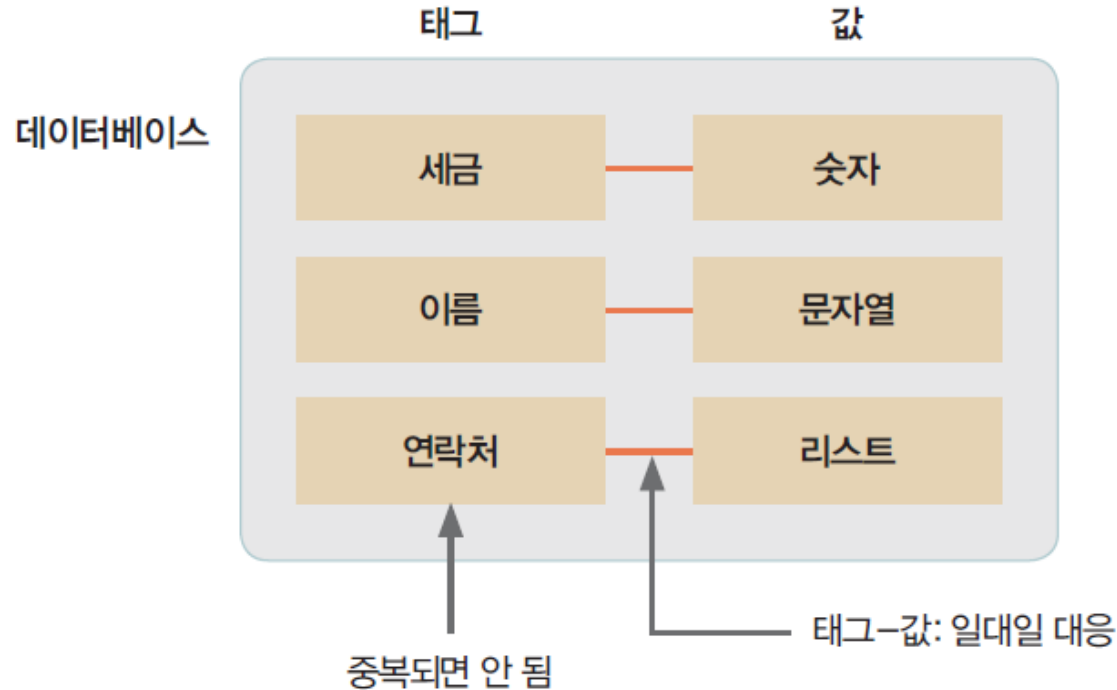 태그 값
데이터베이스
세금 숫자
이름 문자열
연락처 리스트
태그–값: 일대일 대응
중복되면 안 됨